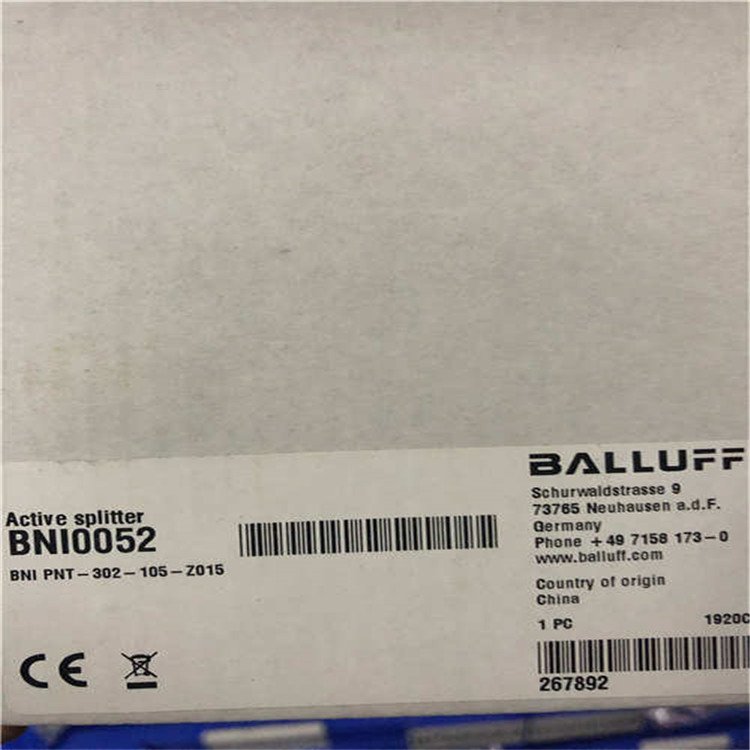 Active splitter
BNI0052
BNI PNT-302-105-Z015
CE
BALLUFF
Schurwaldstrasse 9
73765 Neuhausen a.d.F.
Germany
Phone +49 7158 173-0
www.balluff.com
Country of origin
China
1 PC 1920C
267892